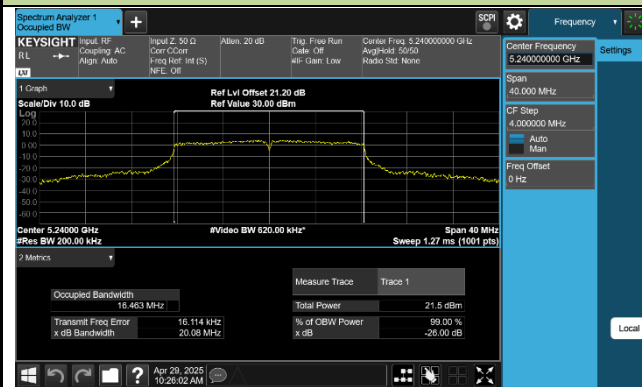 Spectrum Analyzer 1
Occupied BW
SCPI
Frequency
KEYSIGHT
RL
LXI
Input: RF
Coupling: AC
Align: Auto
Input Z: 50 Ω
Corr CCorr
Freq Ref: Int (S)
NFE: Off
Atten: 20 dB
Trig: Free Run
Gate: Off
#IF Gain: Low
Center Freq: 5.240000000 GHz
Avg|Hold: 50/50
Radio Std: None
Center Frequency
5.240000000 GHz
Settings
Span
40.000 MHz
CF Step
4.000000 MHz
Auto
Man
Freq Offset
0 Hz
1 Graph
Scale/Div 10.0 dB
Ref Lvl Offset 21.20 dB
Ref Value 30.00 dBm
Log
20.0
10.0
0.00
-10.0
-20.0
-30.0
-40.0
-50.0
-60.0
Center 5.24000 GHz
#Res BW 200.00 kHz
#Video BW 620.00 kHz*
Span 40 MHz
Sweep 1.27 ms (1001 pts)
2 Metrics
Measure Trace
Trace 1
Occupied Bandwidth
16.463 MHz
Total Power
21.5 dBm
Transmit Freq Error
16.114 kHz
% of OBW Power
99.00 %
x dB Bandwidth
20.08 MHz
x dB
-26.00 dB
Local
?
Apr 29, 2025
10:26:02 AM